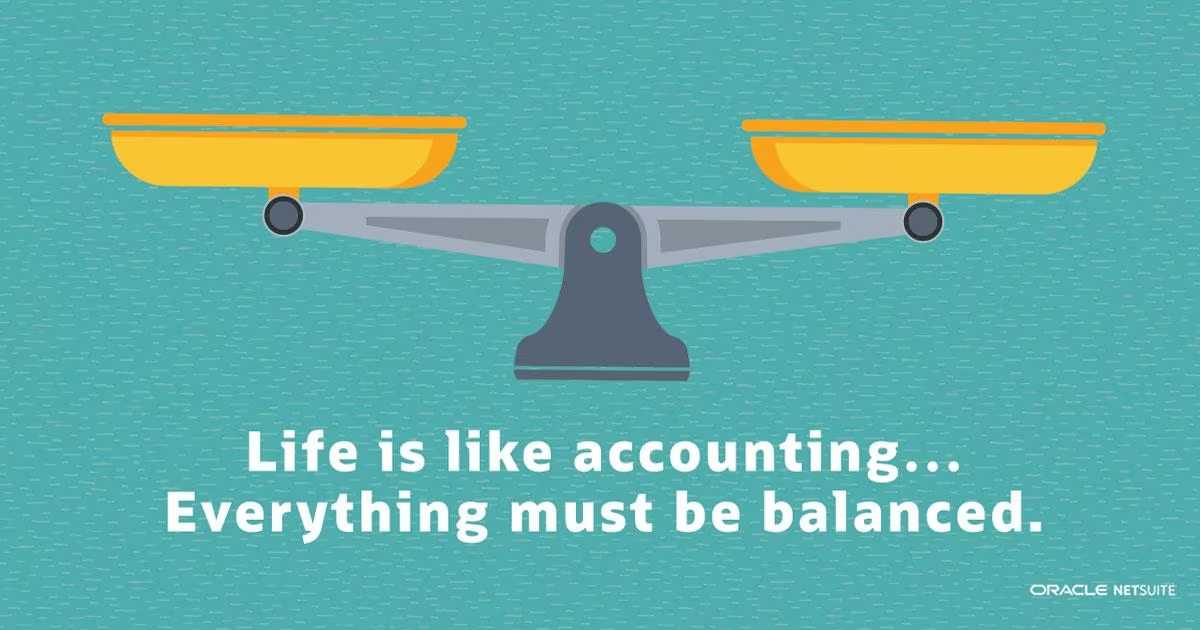 Life is like accounting...
Everything must be balanced.
ORACLE NETSUITE